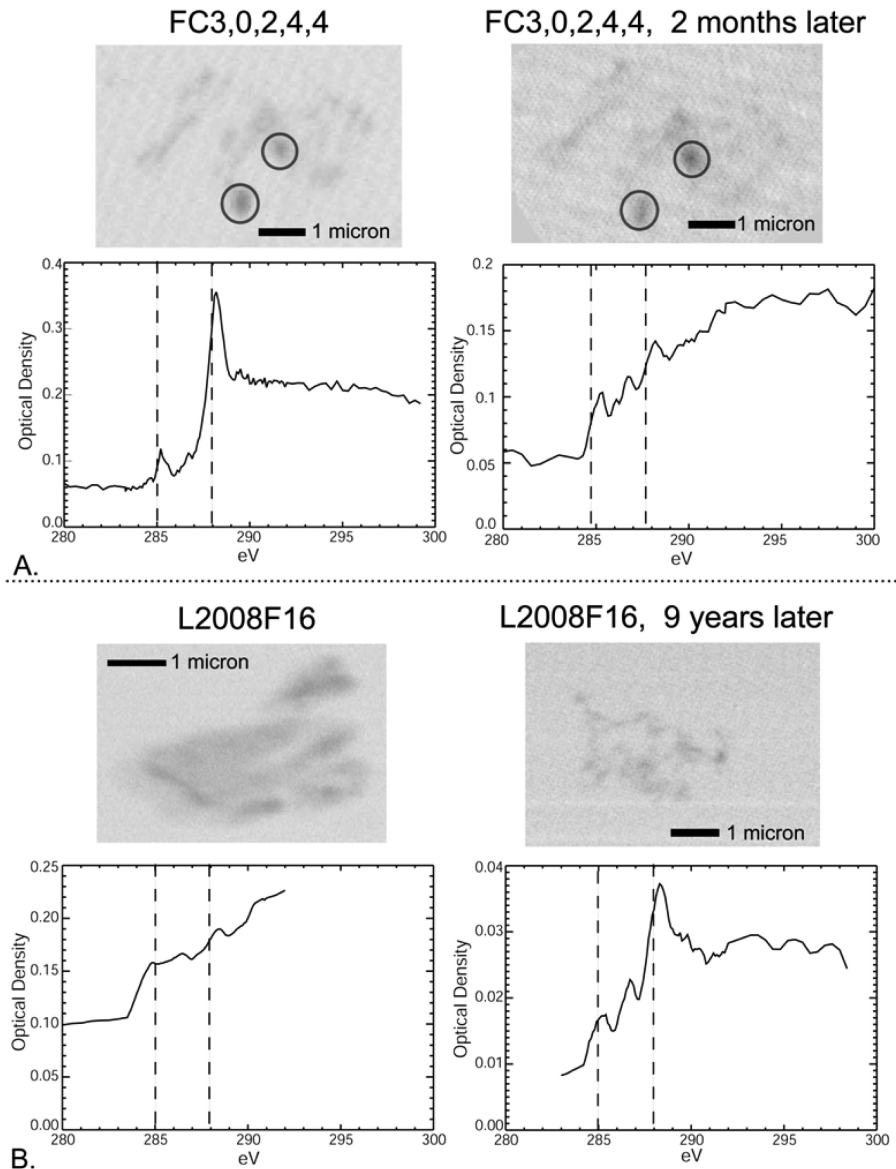 FC3,0,2,4,4
FC3,0,2,4,4, 2 months later
1 micron
1 micron
0.4
0.3
0.2
0.1
0.0
Optical Density
280
285
290
295
300
eV
0.2
0.15
0.1
0.05
0.0
Optical Density
280
285
290
295
300
eV
A.
L2008F16
L2008F16, 9 years later
1 micron
1 micron
0.25
0.20
0.15
0.10
0.05
0.00
Optical Density
280
285
290
295
300
eV
0.04
0.03
0.02
0.01
0.00
Optical Density
280
285
290
295
300
eV
B.